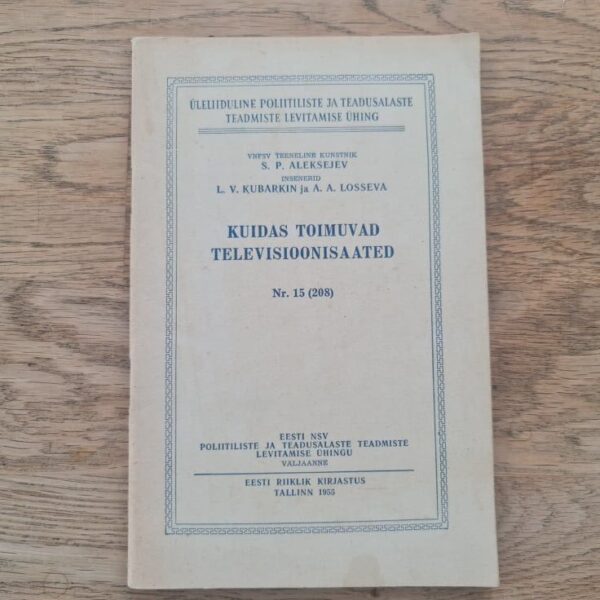 ÜLELIIDULINE POLIITILISTE JA TEADUSALASTE
TEADMISTE LEVITAMISE ÜHING
VNFSV TEENELINE KUNSTNIK
S. P. ALEKSEJEV
INSENERID
L. V. KUBARKIN ja A. A. LOSSEVA
KUIDAS TOIMUVAD
TELEVISIOONISAATED
Nr. 15 (208)
EESTI NSV
POLIITILISTE JA TEADUSALASTE TEADMISTE
LEVITAMISE ÜHINGU
VÄLJAANNE
EESTI RIIKLIK KIRJASTUS
TALLINN 1955